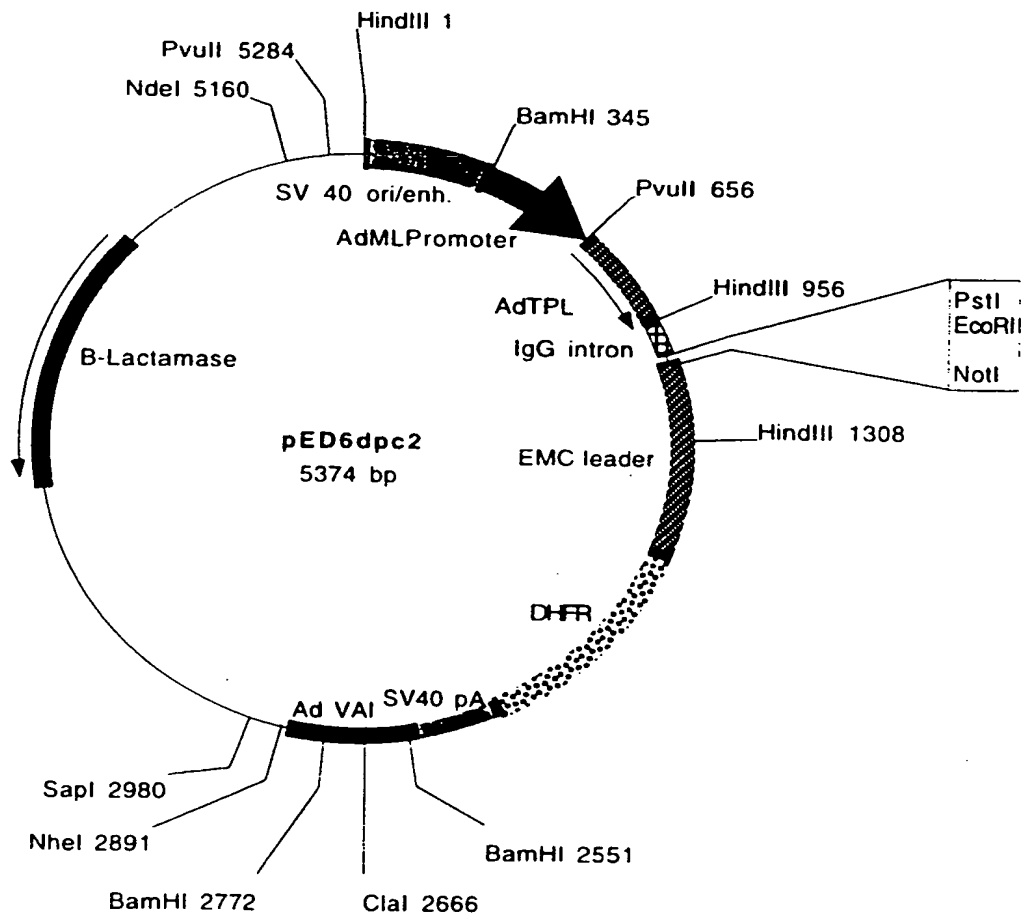 HindIII 1
PvuII 5284
NdeI 5160
BamHI 345
SV 40 ori/enh.
PvuII 656
AdMLPromoter
HindIII 956
AdTPL
PstI
EcoRII
IgG intron
NotI
B-Lactamase
HindIII 1308
pED6dpc2
EMC leader
5374 bp
DHFR
SV40 pA
Ad VAI
SapI 2980
NheI 2891
BamHI 2551
BamHI 2772
ClaI 2666